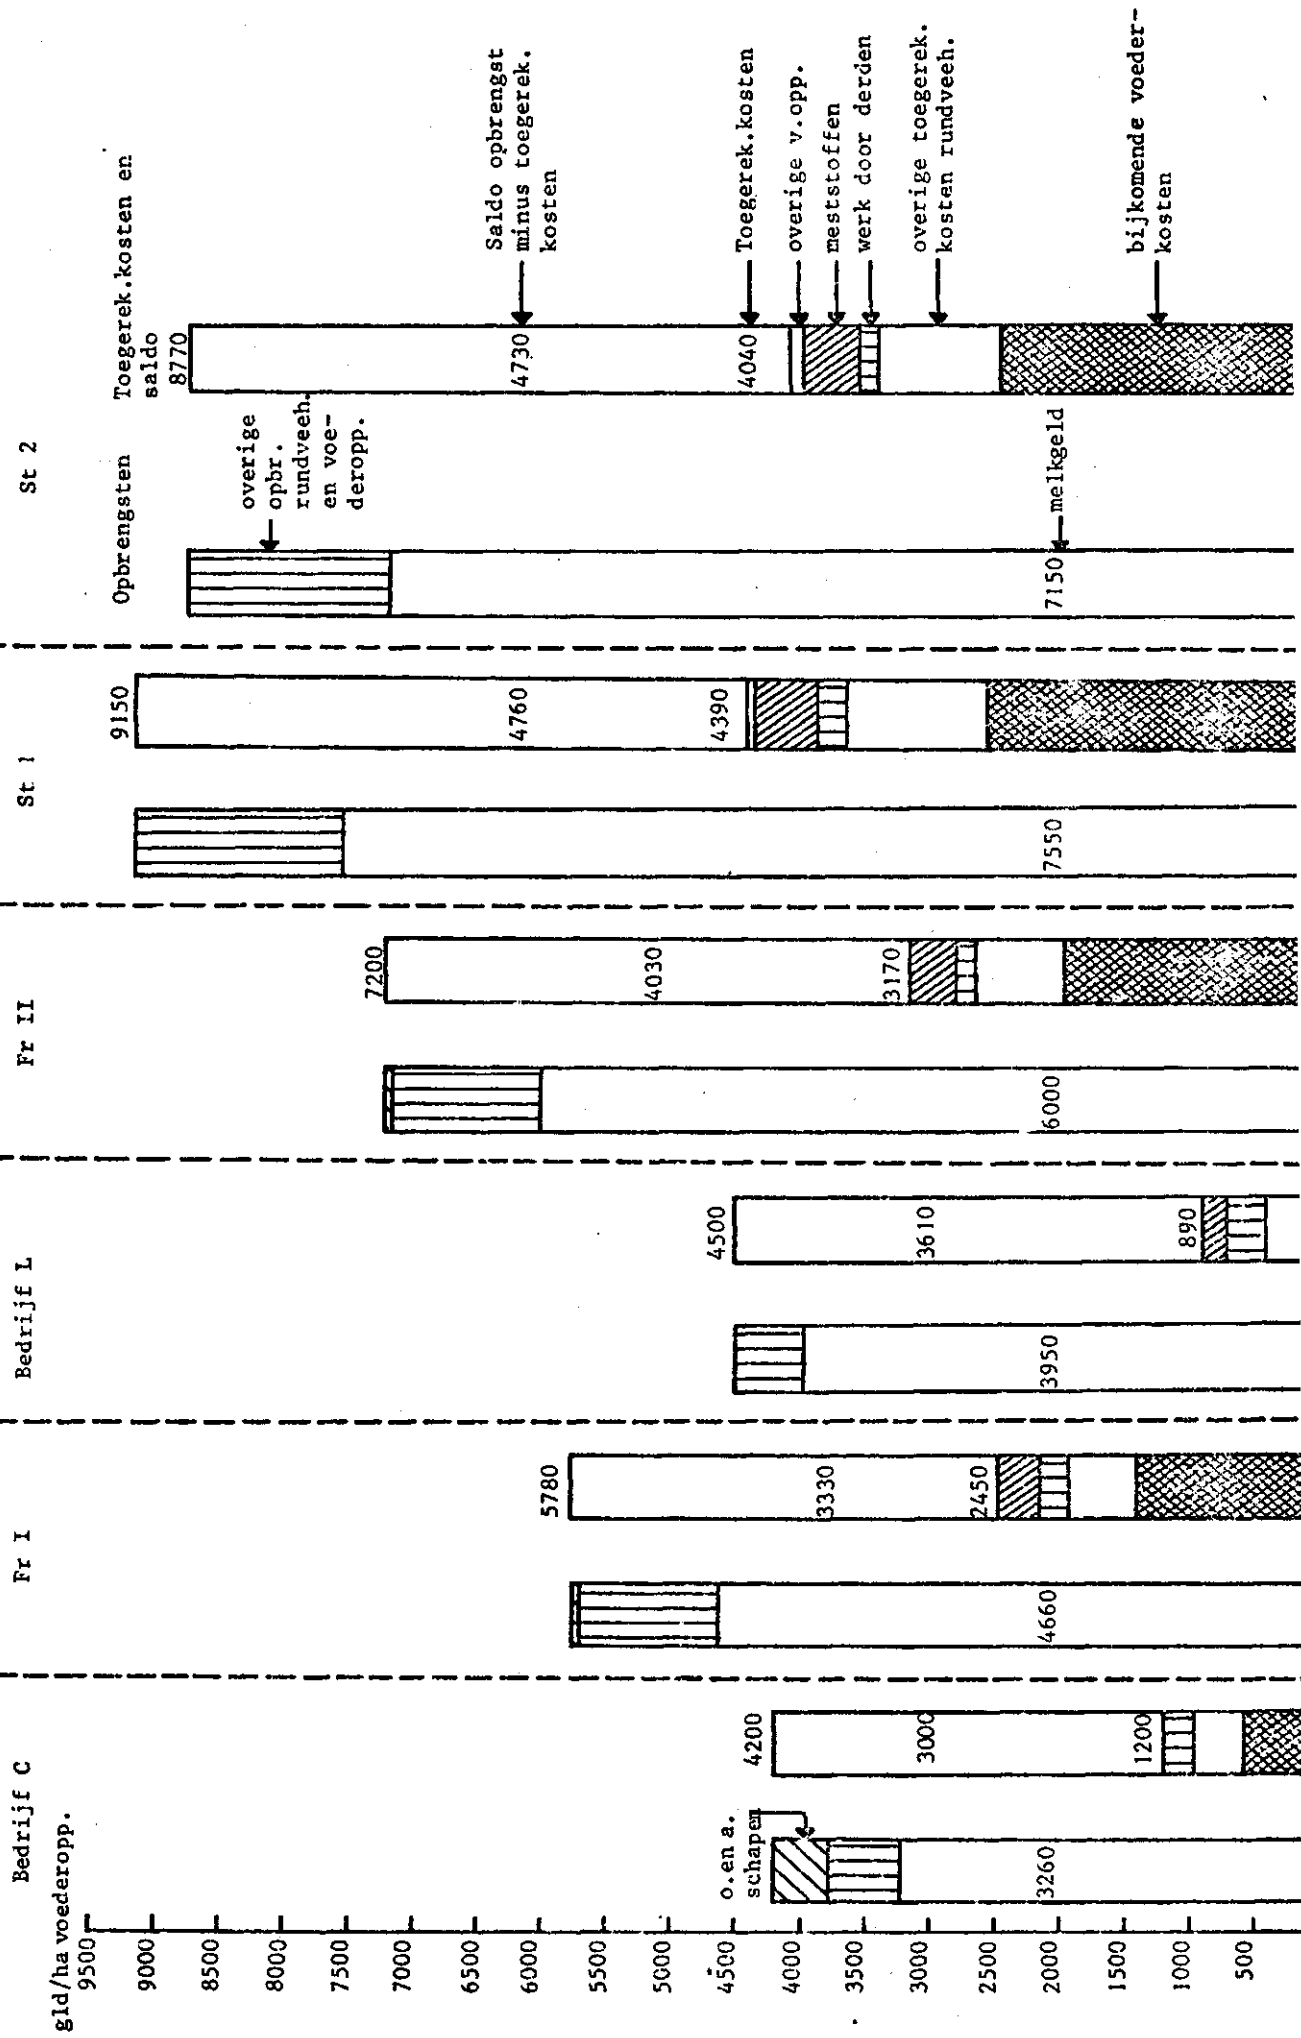 Bedrijf C
Fr I
Bedrijf L
Fr II
St 1
St 2
gld/ha voederopp.
9500
9000
8500
8000
7500
7000
6500
6000
5500
5000
4500
4000
3500
3000
2500
2000
1500
1000
500
o.en a.
schapen
3260
4200
3000
1200
4660
5780
3330
2450
3950
4500
3610
890
6000
7200
4030
3170
7550
9150
4760
4390
Opbrengsten
overige
opbr.
rundveeh.
en voe-
deropp.
melkgeld
7150
Toegerek.kosten en
saldo
8770
4730
4040
Saldo opbrengst
minus toegerek.
kosten
Toegerek.kosten
overige v.opp.
meststoffen
werk door derden
overige toegerek.
kosten rundveeh.
bijkomende voeder-
kosten